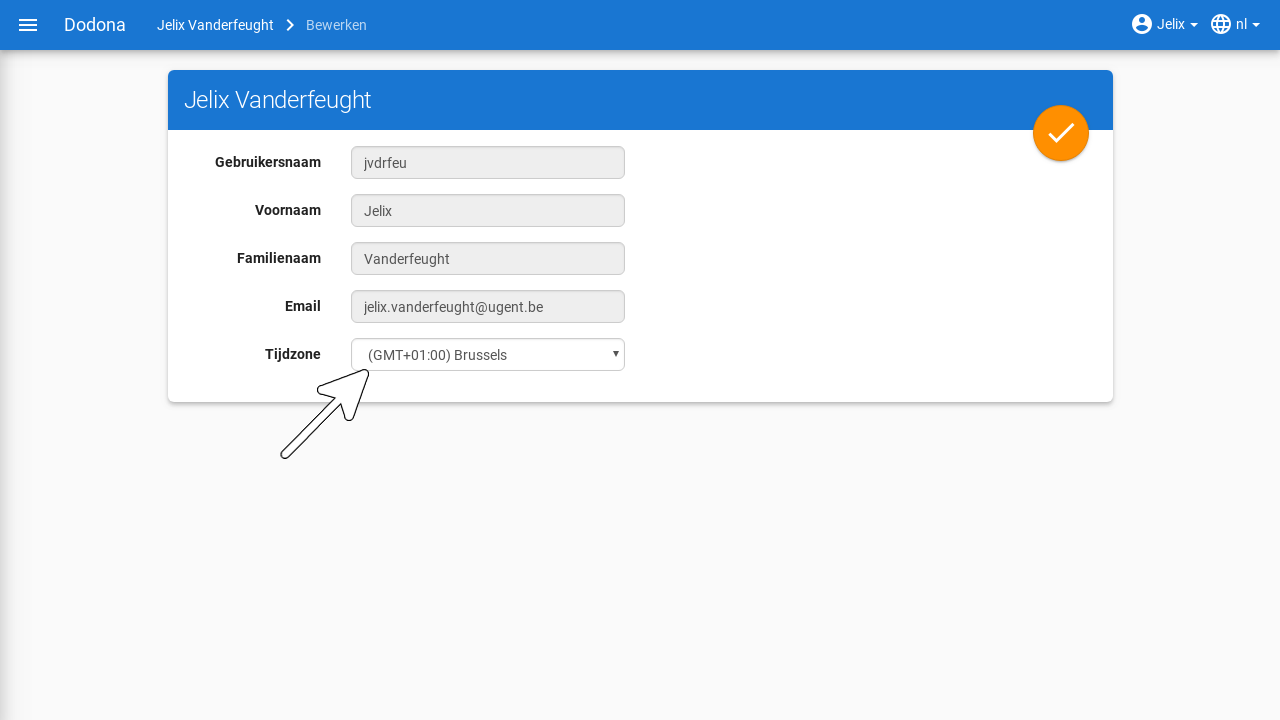 Dodona Jelix Vanderfeught Bewerken Jelix nl
Jelix Vanderfeught
Gebruikersnaam jvdrfeu
Voornaam Jelix
Familienaam Vanderfeught
Email jelix.vanderfeught@ugent.be
Tijdzone (GMT+01:00) Brussels